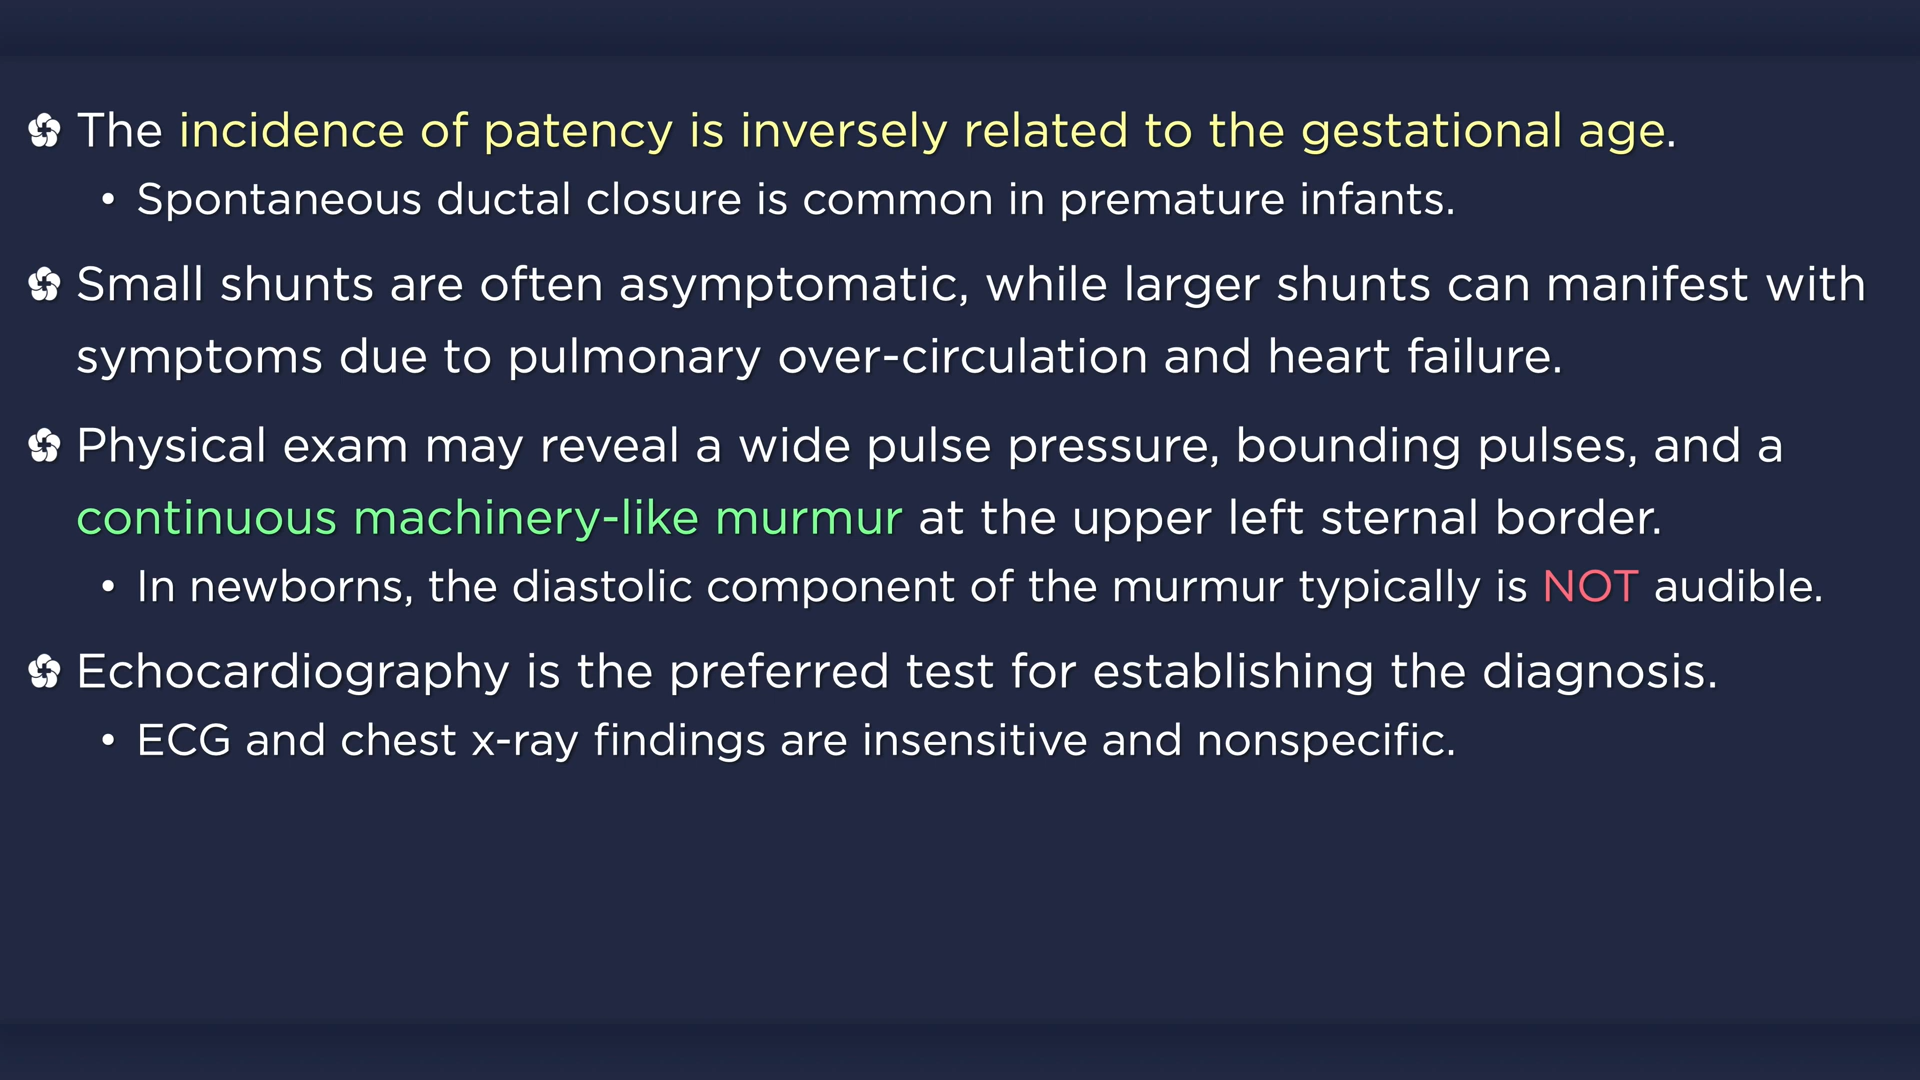 The incidence of patency is inversely related to the gestational age.
• Spontaneous ductal closure is common in premature infants.
Small shunts are often asymptomatic, while larger shunts can manifest with
symptoms due to pulmonary over-circulation and heart failure.
Physical exam may reveal a wide pulse pressure, bounding pulses, and a
continuous machinery-like murmur at the upper left sternal border.
• In newborns, the diastolic component of the murmur typically is NOT audible.
Echocardiography is the preferred test for establishing the diagnosis.
• ECG and chest x-ray findings are insensitive and nonspecific.